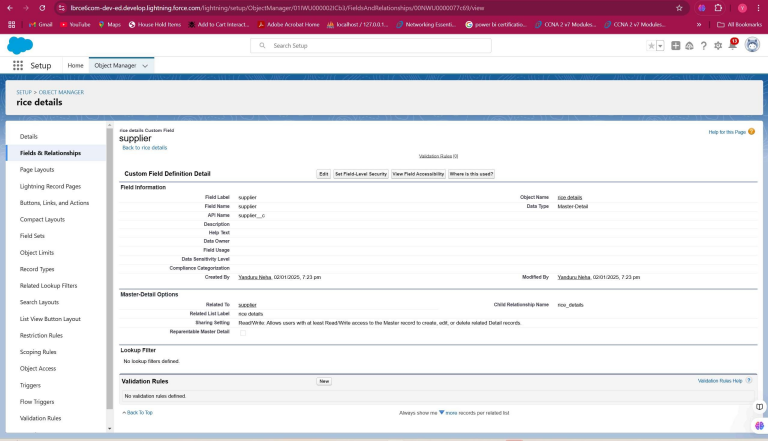 lorce6com-dev-ed.develop.lightning.force.com/lightning/setup/ObjectManager/01IWU000002ICb3/FieldsAndRelationships/00NWU0000077c69/view
Gmail YouTube Maps House Hold Items Add to Cart Interact... Adobe Acrobat Home localhost / 127.0.0.1... Networking Essenti... power bi certificatio... CCNA 2 v7 Modules... CCNA 2 v7 Modules... » All Bookmarks
Search Setup
Setup Home Object Manager
SETUP > OBJECT MANAGER
rice details
Details
Fields & Relationships
Page Layouts
Lightning Record Pages
Buttons, Links, and Actions
Compact Layouts
Field Sets
Object Limits
Record Types
Related Lookup Filters
Search Layouts
List View Button Layout
Restriction Rules
Scoping Rules
Object Access
Triggers
Flow Triggers
Validation Rules
rice details Custom Field
supplier
Back to rice details
Help for this Page
Validation Rules [0]
Custom Field Definition Detail Edit Set Field-Level Security View Field Accessibility Where is this used?
Field Information
Field Label supplier Object Name rice details
Field Name supplier Data Type Master-Detail
API Name supplier__c
Description
Help Text
Data Owner
Field Usage
Data Sensitivity Level
Compliance Categorization
Created By Yanduru Neha, 02/01/2025, 7:23 pm Modified By Yanduru Neha, 02/01/2025, 7:23 pm
Master-Detail Options
Related To supplier Child Relationship Name rice_details
Related List Label rice details
Sharing Setting Read/Write: Allows users with at least Read/Write access to the Master record to create, edit, or delete related Detail records.
Reparentable Master Detail
Lookup Filter
No lookup filters defined.
Validation Rules New Validation Rules Help ?
No validation rules defined.
^ Back To Top Always show me more records per related list